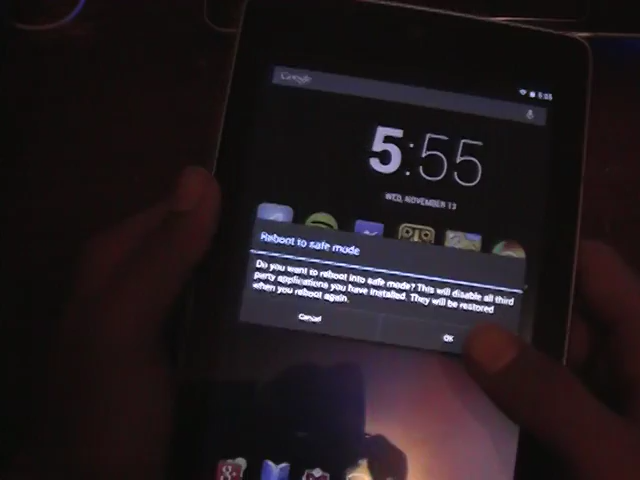 Google
5:55
5:55
WED, NOVEMBER 13
Reboot to safe mode
Do you want to reboot into safe mode? This will disable all third
party applications you have installed. They will be restored
when you reboot again.
Cancel
OK